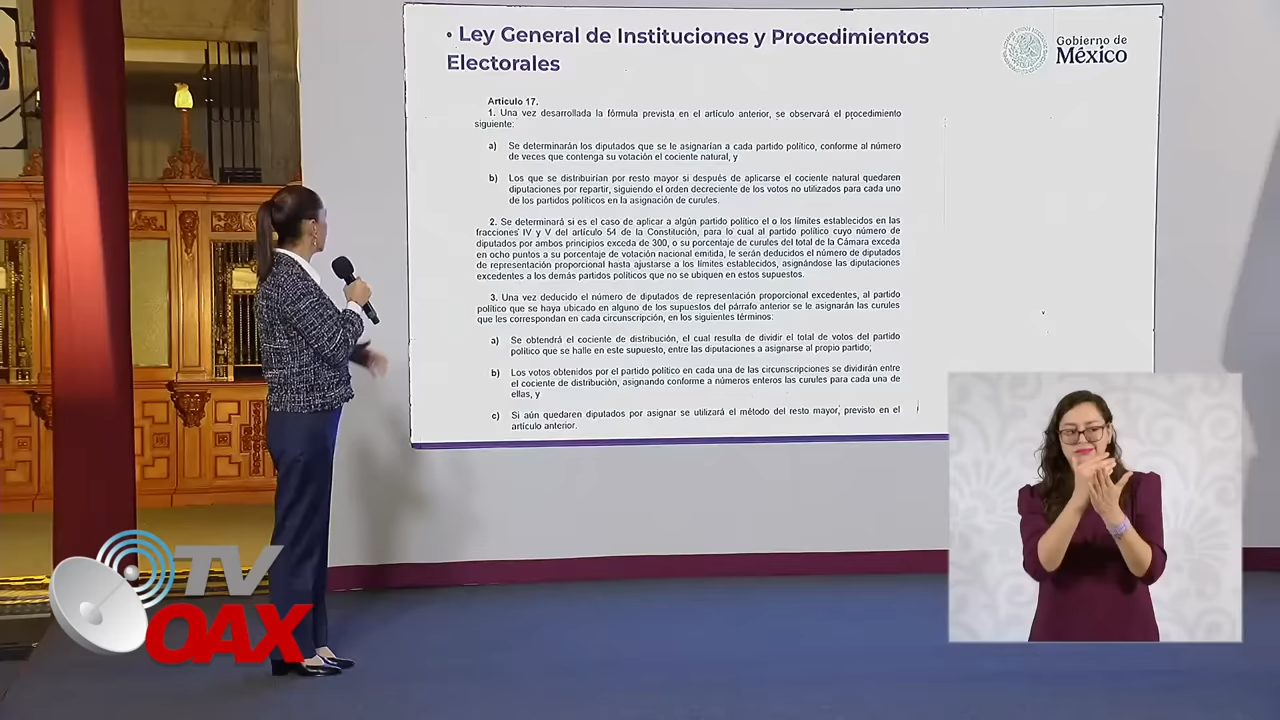 • Ley General de Instituciones y Procedimientos
Electorales
Gobierno de
México
Artículo 17.
1. Una vez desarrollada la fórmula prevista en el artículo anterior, se observará el procedimiento
siguiente:
a) Se determinarán los diputados que se le asignarían a cada partido político, conforme al número
de veces que contenga su votación el cociente natural, y
b) Los que se distribuirían por resto mayor si después de aplicarse el cociente natural quedaren
diputaciones por repartir, siguiendo el orden decreciente de los votos no utilizados para cada uno
de los partidos políticos en la asignación de curules.
2. Se determinará si es el caso de aplicar a algún partido político el o los límites establecidos en las
fracciones IV y V del artículo 54 de la Constitución, para lo cual al partido político cuyo número de
diputados por ambos principios exceda de 300, o su porcentaje de curules del total de la Cámara exceda
en ocho puntos a su porcentaje de votación nacional emitida, le serán deducidos el número de diputados
de representación proporcional hasta ajustarse a los límites establecidos, asignándose las diputaciones
excedentes a los demás partidos políticos que no se ubiquen en estos supuestos.
3. Una vez deducido el número de diputados de representación proporcional excedentes, al partido
político que se haya ubicado en alguno de los supuestos del párrafo anterior se le asignarán las curules
que les correspondan en cada circunscripción, en los siguientes términos:
a) Se obtendrá el cociente de distribución, el cual resulta de dividir el total de votos del partido
político que se halle en este supuesto, entre las diputaciones a asignarse al propio partido;
b) Los votos obtenidos por el partido político en cada una de las circunscripciones se dividirán entre
el cociente de distribución, asignando conforme a números enteros las curules para cada una de
ellas, y
c) Si aún quedaren diputados por asignar se utilizará el método del resto mayor, previsto en el
artículo anterior.
TV
OAX